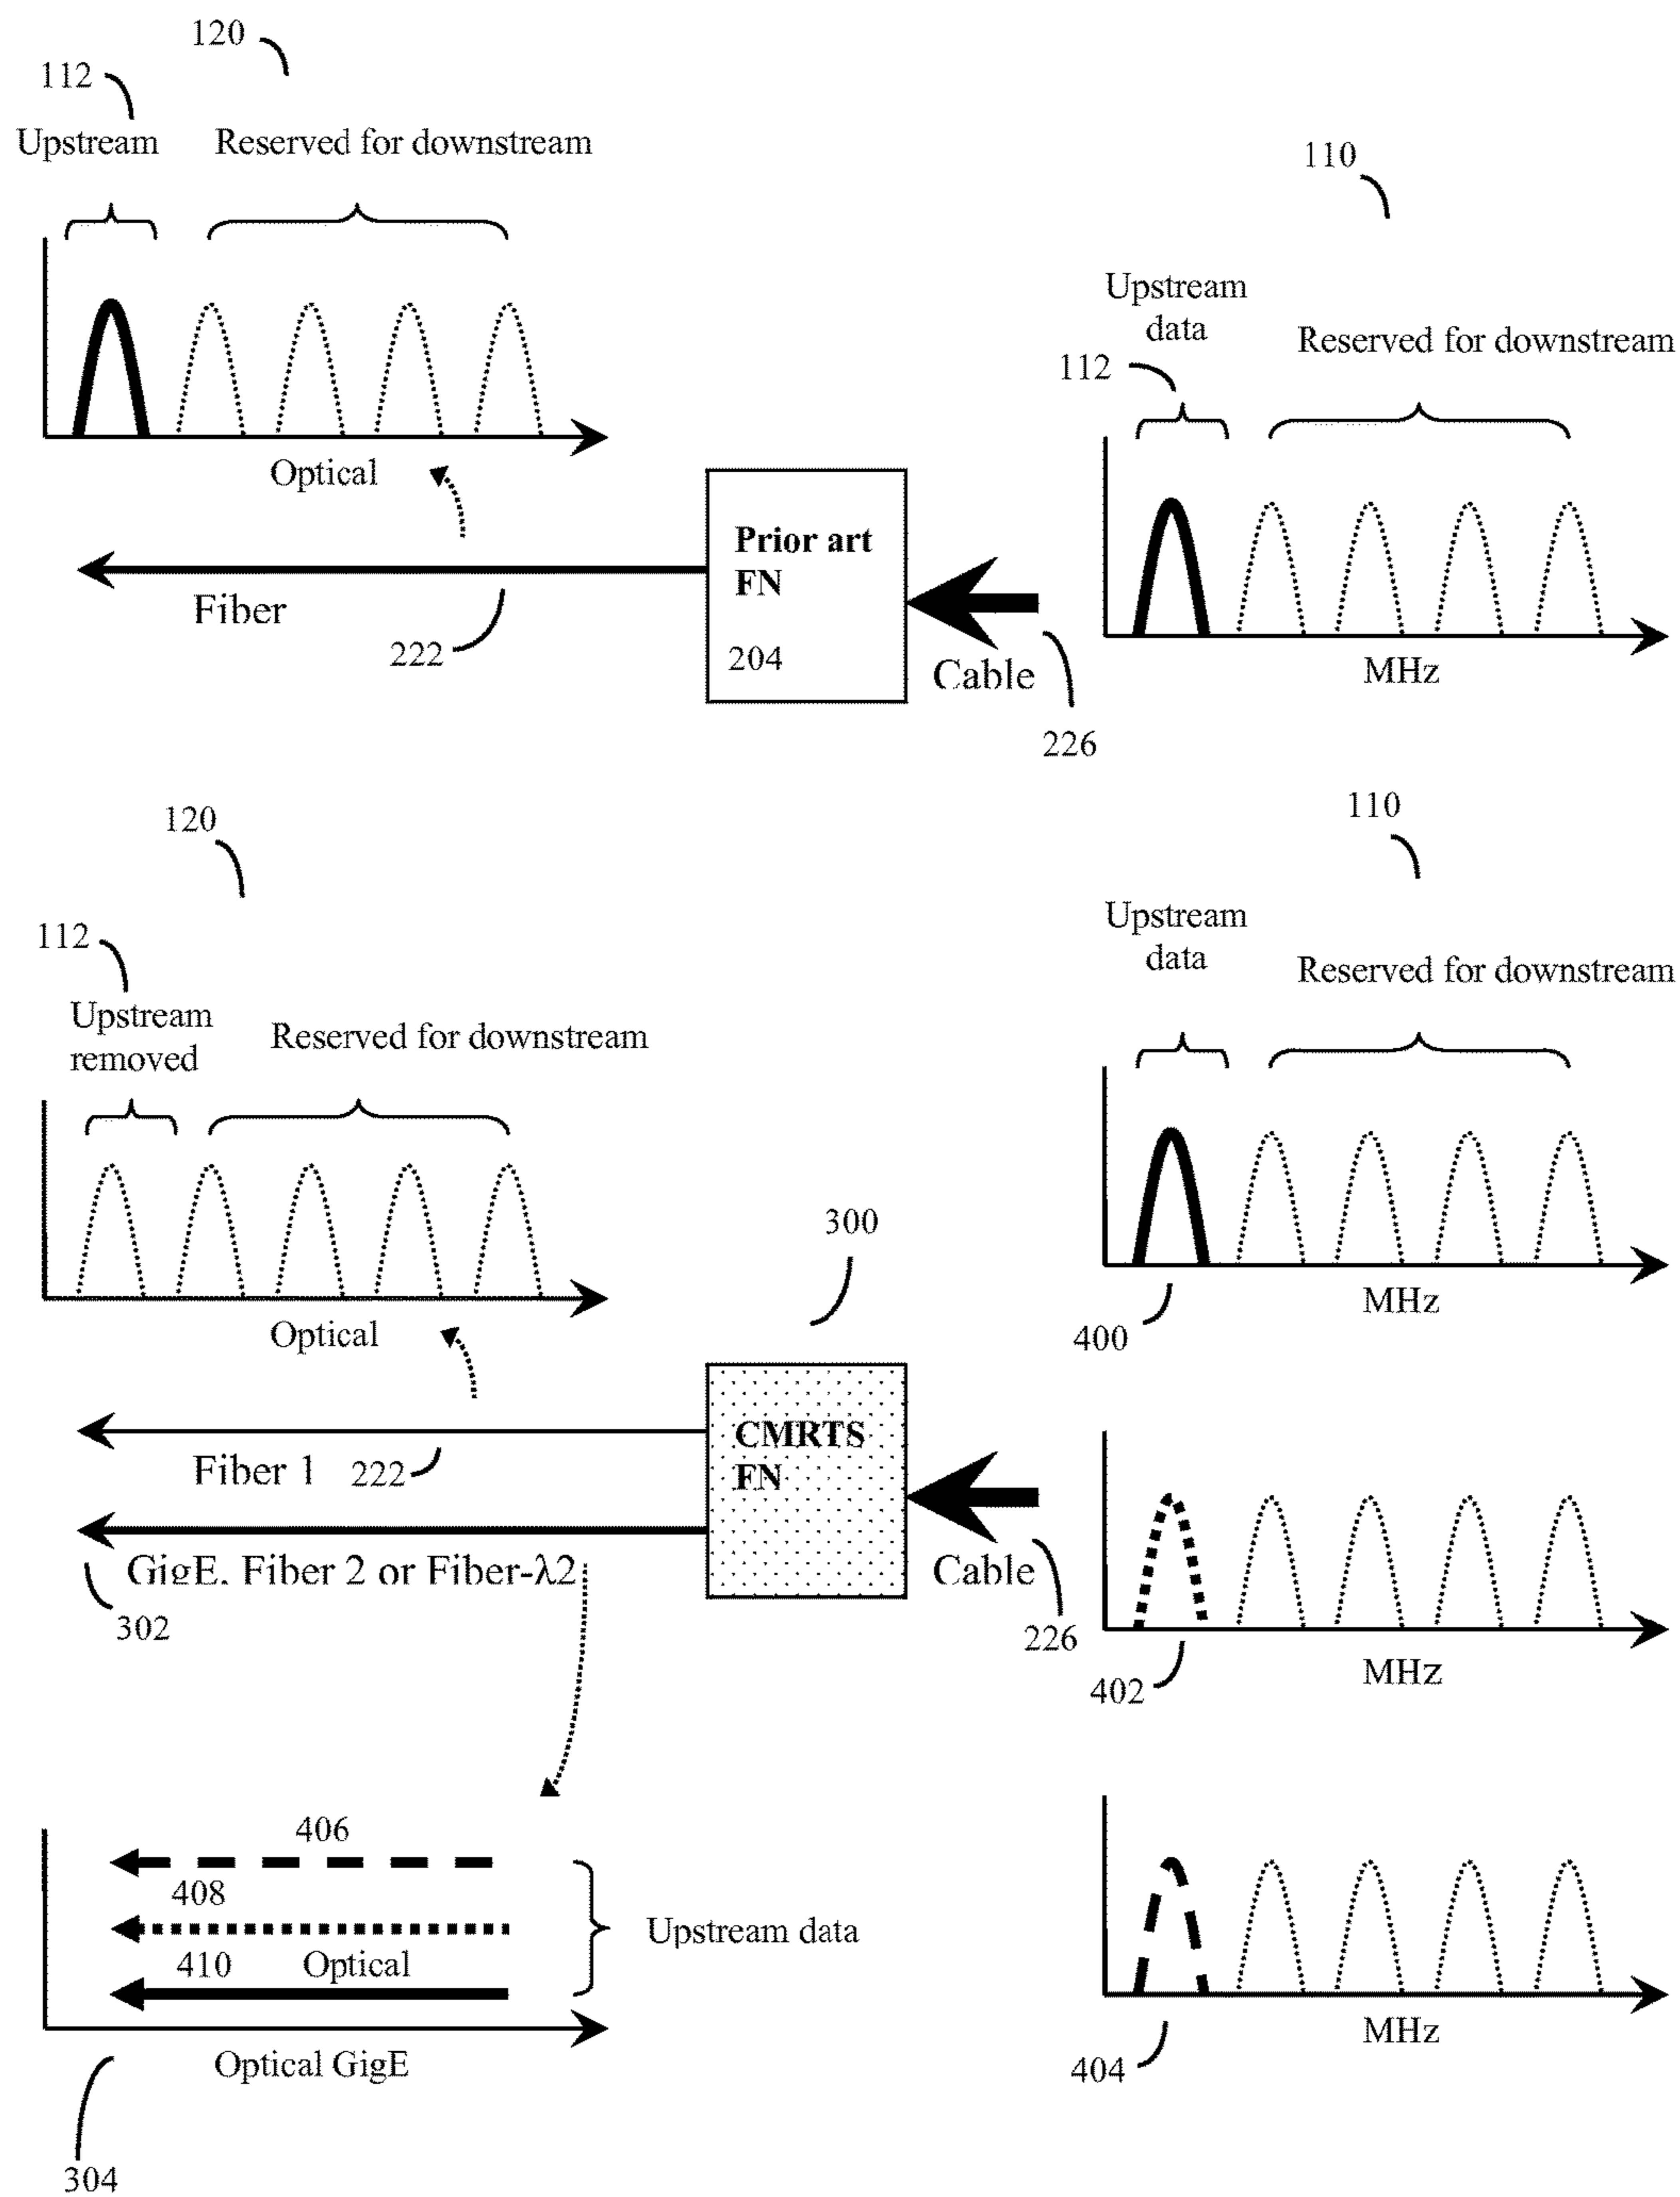 120
112
Upstream
Reserved for downstream
110
Upstream
data
Reserved for downstream
112
Optical
Prior art
FN
204
Fiber
222
Cable
226
MHz
120
110
112
Upstream
data
Reserved for downstream
Upstream
removed
Reserved for downstream
300
Optical
400
MHz
CMRTS
FN
Fiber 1
222
GigE, Fiber 2 or Fiber-λ2
302
Cable
226
402
MHz
406
408
410
Optical
Upstream data
Optical GigE
304
MHz
404